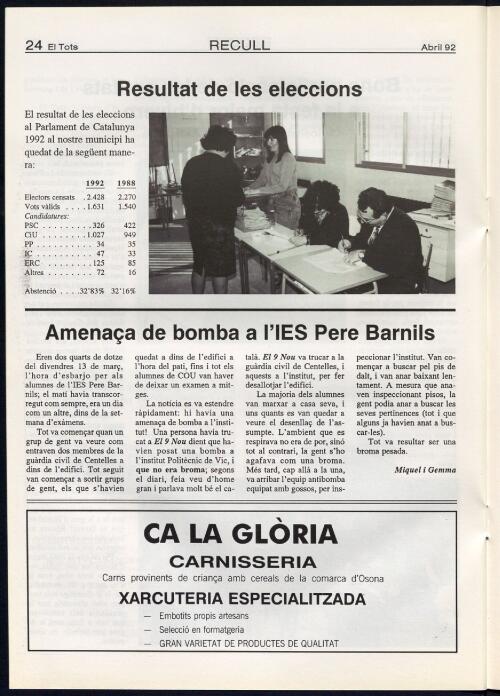 24 El Tots
RECULL
Abril 92
Resultat de les eleccions
El resultat de les eleccions
al Parlament de Catalunya
1992 al nostre municipi ha
quedat de la següent mane-
ra:
1992 1988
Electors censats . 2.428 2.270
Vots vàlids . . . . 1.631 1.540
Candidatures:
PSC . . . . . . . . . . 326 422
CiU . . . . . . . . . 1.027 949
PP . . . . . . . . . . . 34 35
IC . . . . . . . . . . . 47 33
ERC . . . . . . . . . . 125 85
Altres . . . . . . . . . 72 16
Abstenció . . . . 32'83% 32'16%
Amenaça de bomba a l'IES Pere Barnils
Eren dos quarts de dotze
del divendres 13 de març,
l'hora d'esbarjo per als
alumnes de l'IES Pere Bar-
nils; el matí havia transcor-
regut com sempre, era un dia
com un altre, dins de la set-
mana d'exàmens.
Tot va començar quan un
grup de gent va veure com
entraven dos membres de la
guàrdia civil de Centelles a
dins de l'edifici. Tot seguit
van començar a sortir grups
de gent, els que s'havien
quedat a dins de l'edifici a
l'hora del pati, fins i tot els
alumnes de COU van haver
de deixar un examen a mit-
ges.
La notícia es va estendre
ràpidament: hi havia una
amenaça de bomba a l'insti-
tut! Una persona havia tru-
cat a El 9 Nou dient que ha-
vien posat una bomba a
l'institut Politècnic de Vic, i
que no era broma; segons
el diari, feia veu d'home
gran i parlava molt bé el ca-
talà. El 9 Nou va trucar a la
guàrdia civil de Centelles, i
aquests a l'institut, per fer
desallotjar l'edifici.
La majoria dels alumnes
van marxar a casa seva, i
uns quants es van quedar a
veure el desenllaç de l'as-
sumpte. L'ambient que es
respirava no era de por, sinó
tot al contrari, la gent s'ho
agafava com una broma.
Més tard, cap allà a la una,
va arribar l'equip antibomba
equipat amb gossos, per ins-
peccionar l'institut. Van co-
mençar a buscar pel pis de
dalt, i van anar baixant len-
tament. A mesura que ana-
ven inspeccionant pisos, la
gent podia anar a buscar les
seves pertinences (tot i que
alguns ja havien anat a bus-
car-les).
Tot va resultar ser una
broma pesada.
Miquel i Gemma
CA LA GLÒRIA
CARNISSERIA
Carns provinents de criança amb cereals de la comarca d'Osona
XARCUTERIA ESPECIALITZADA
— Embotits propis artesans
— Selecció en formatgeria
— GRAN VARIETAT DE PRODUCTES DE QUALITAT